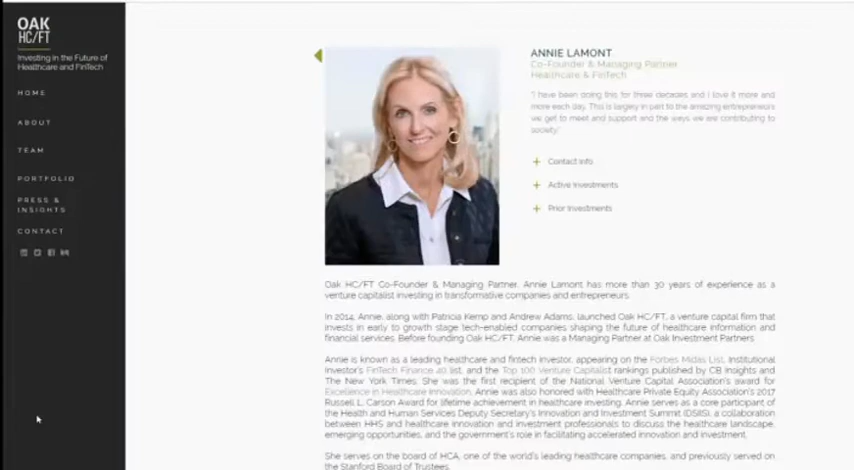 OAK
HC/FT
Investing in the Future of
Healthcare and FinTech
HOME
ABOUT
TEAM
PORTFOLIO
PRESS &
INSIGHTS
CONTACT
ANNIE LAMONT
Co-Founder & Managing Partner
Healthcare & FinTech
"I have been doing this for three decades and I love it more and
more each day. This is largely in part to the amazing entrepreneurs
we get to meet and support and the ways we are contributing to
society."
+ Contact Info
+ Active Investments
+ Prior Investments
Oak HC/FT Co-Founder & Managing Partner, Annie Lamont has more than 30 years of experience as a
venture capitalist investing in transformative companies and entrepreneurs.
In 2014, Annie, along with Patricia Kemp and Andrew Adams, launched Oak HC/FT, a venture capital firm that
invests in early to growth stage tech-enabled companies shaping the future of healthcare information and
financial services. Before founding Oak HC/FT, Annie was a Managing Partner at Oak Investment Partners.
Annie is known as a leading healthcare and fintech investor, appearing on the Forbes Midas List, Institutional
Investor's FinTech Finance 40 list, and the Top 100 Venture Capitalist rankings published by CB Insights and
The New York Times. She was the first recipient of the National Venture Capital Association's award for
Excellence in Healthcare Innovation. Annie was also honored with Healthcare Private Equity Association's 2017
Russell L. Carson Award for lifetime achievement in healthcare investing. Annie serves as a core participant of
the Health and Human Services Deputy Secretary's Innovation and Investment Summit (DSIIS), a collaboration
between HHS and healthcare innovation and investment professionals to discuss the healthcare landscape,
emerging opportunities, and the government's role in facilitating accelerated innovation and investment.
She serves on the board of HCA, one of the world's leading healthcare companies, and previously served on
the Stanford Board of Trustees.